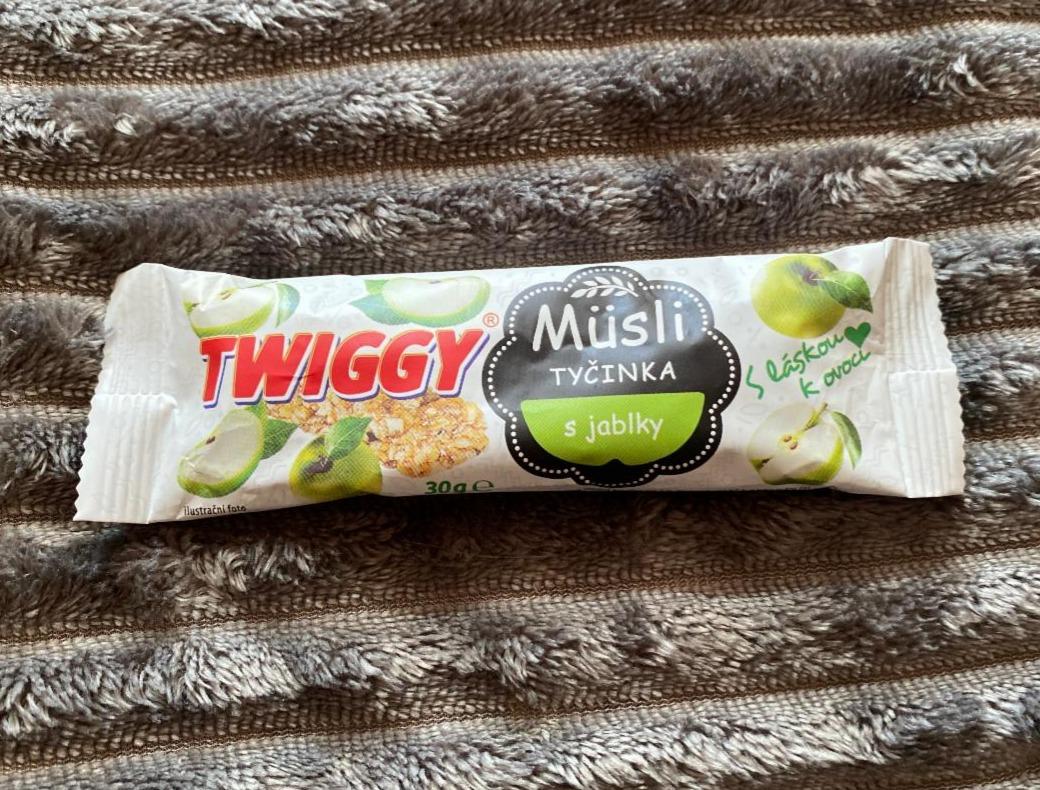 TWIGGY®
Müsli
TYČINKA
s jablky
S láskou
k ovoci
30g ℮
ilustrační foto